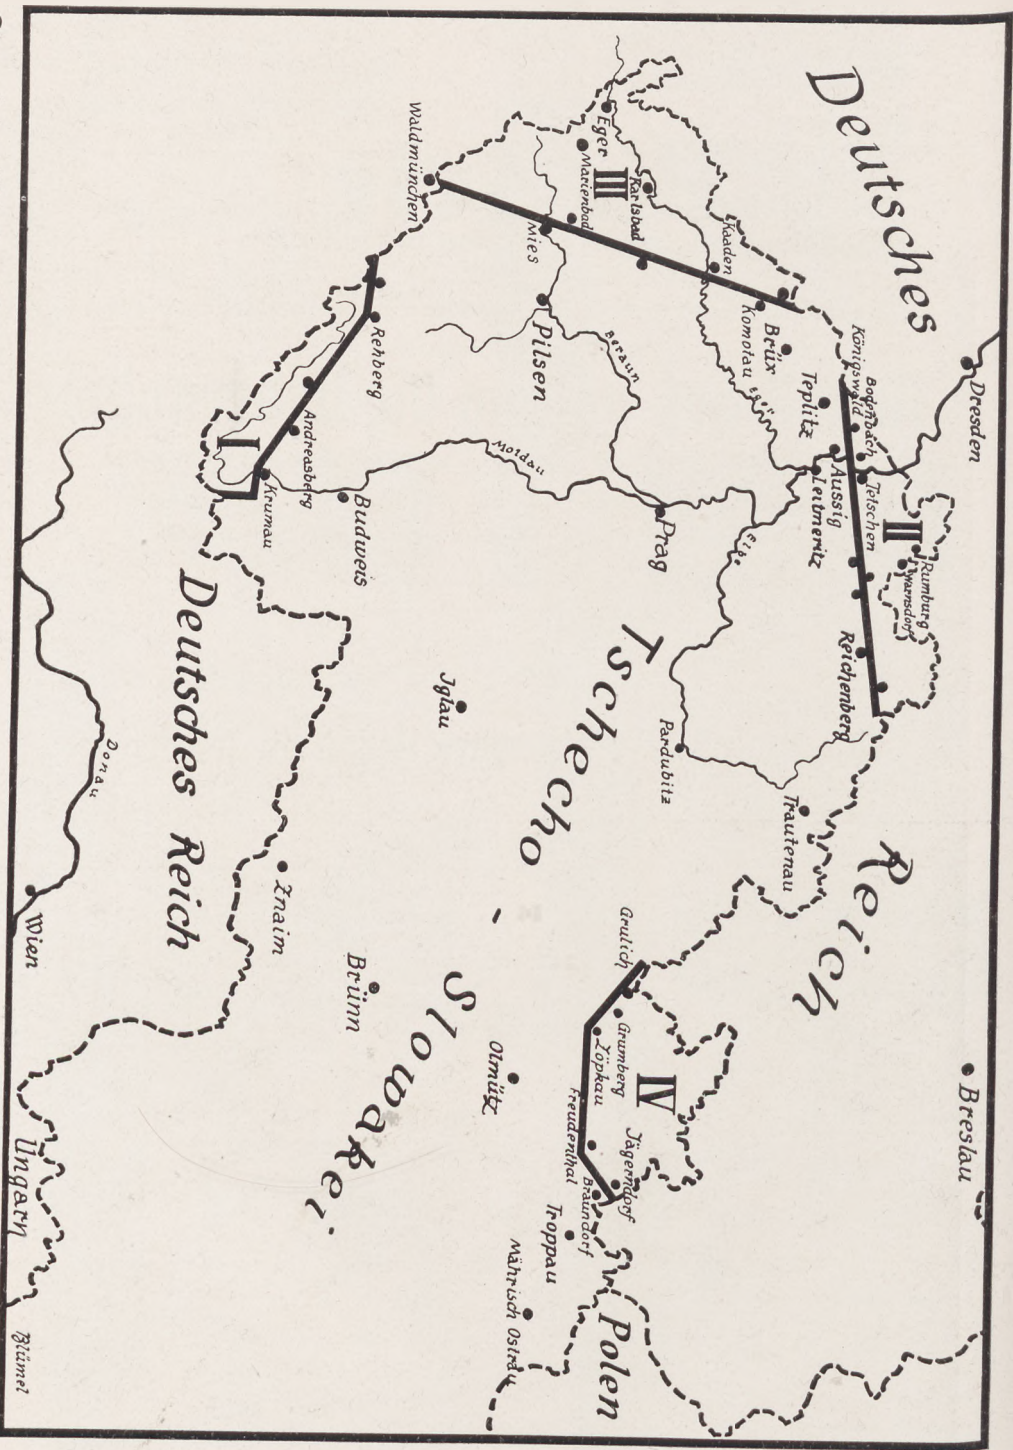 Deutsches
Reich
Dresden
Breslau
Königswald
Bodenbach
Tetschen
II
Rumburg
Warnsdorf
Reichenberg
Teplitz
Aussig
Leitmeritz
Brüx
Komotau
Kaaden
Eger
Karlsbad
III
Eger
Marienbad
Mies
Waldmünchen
Pilsen
Beraun
Prag
Elbe
Moldau
Pardubitz
Trautenau
Tschecho - Slowakei.
Grulich
Grumberg
Zöpkau
IV
Freudenthal
Jägerndorf
Braundorf
Troppau
Mährisch Ostrau
Polen
Olmütz
Iglau
Brünn
Znaim
Rehberg
Andreasberg
I
Krumau
Budweis
Deutsches Reich
Donau
Wien
Ungarn
Blümel